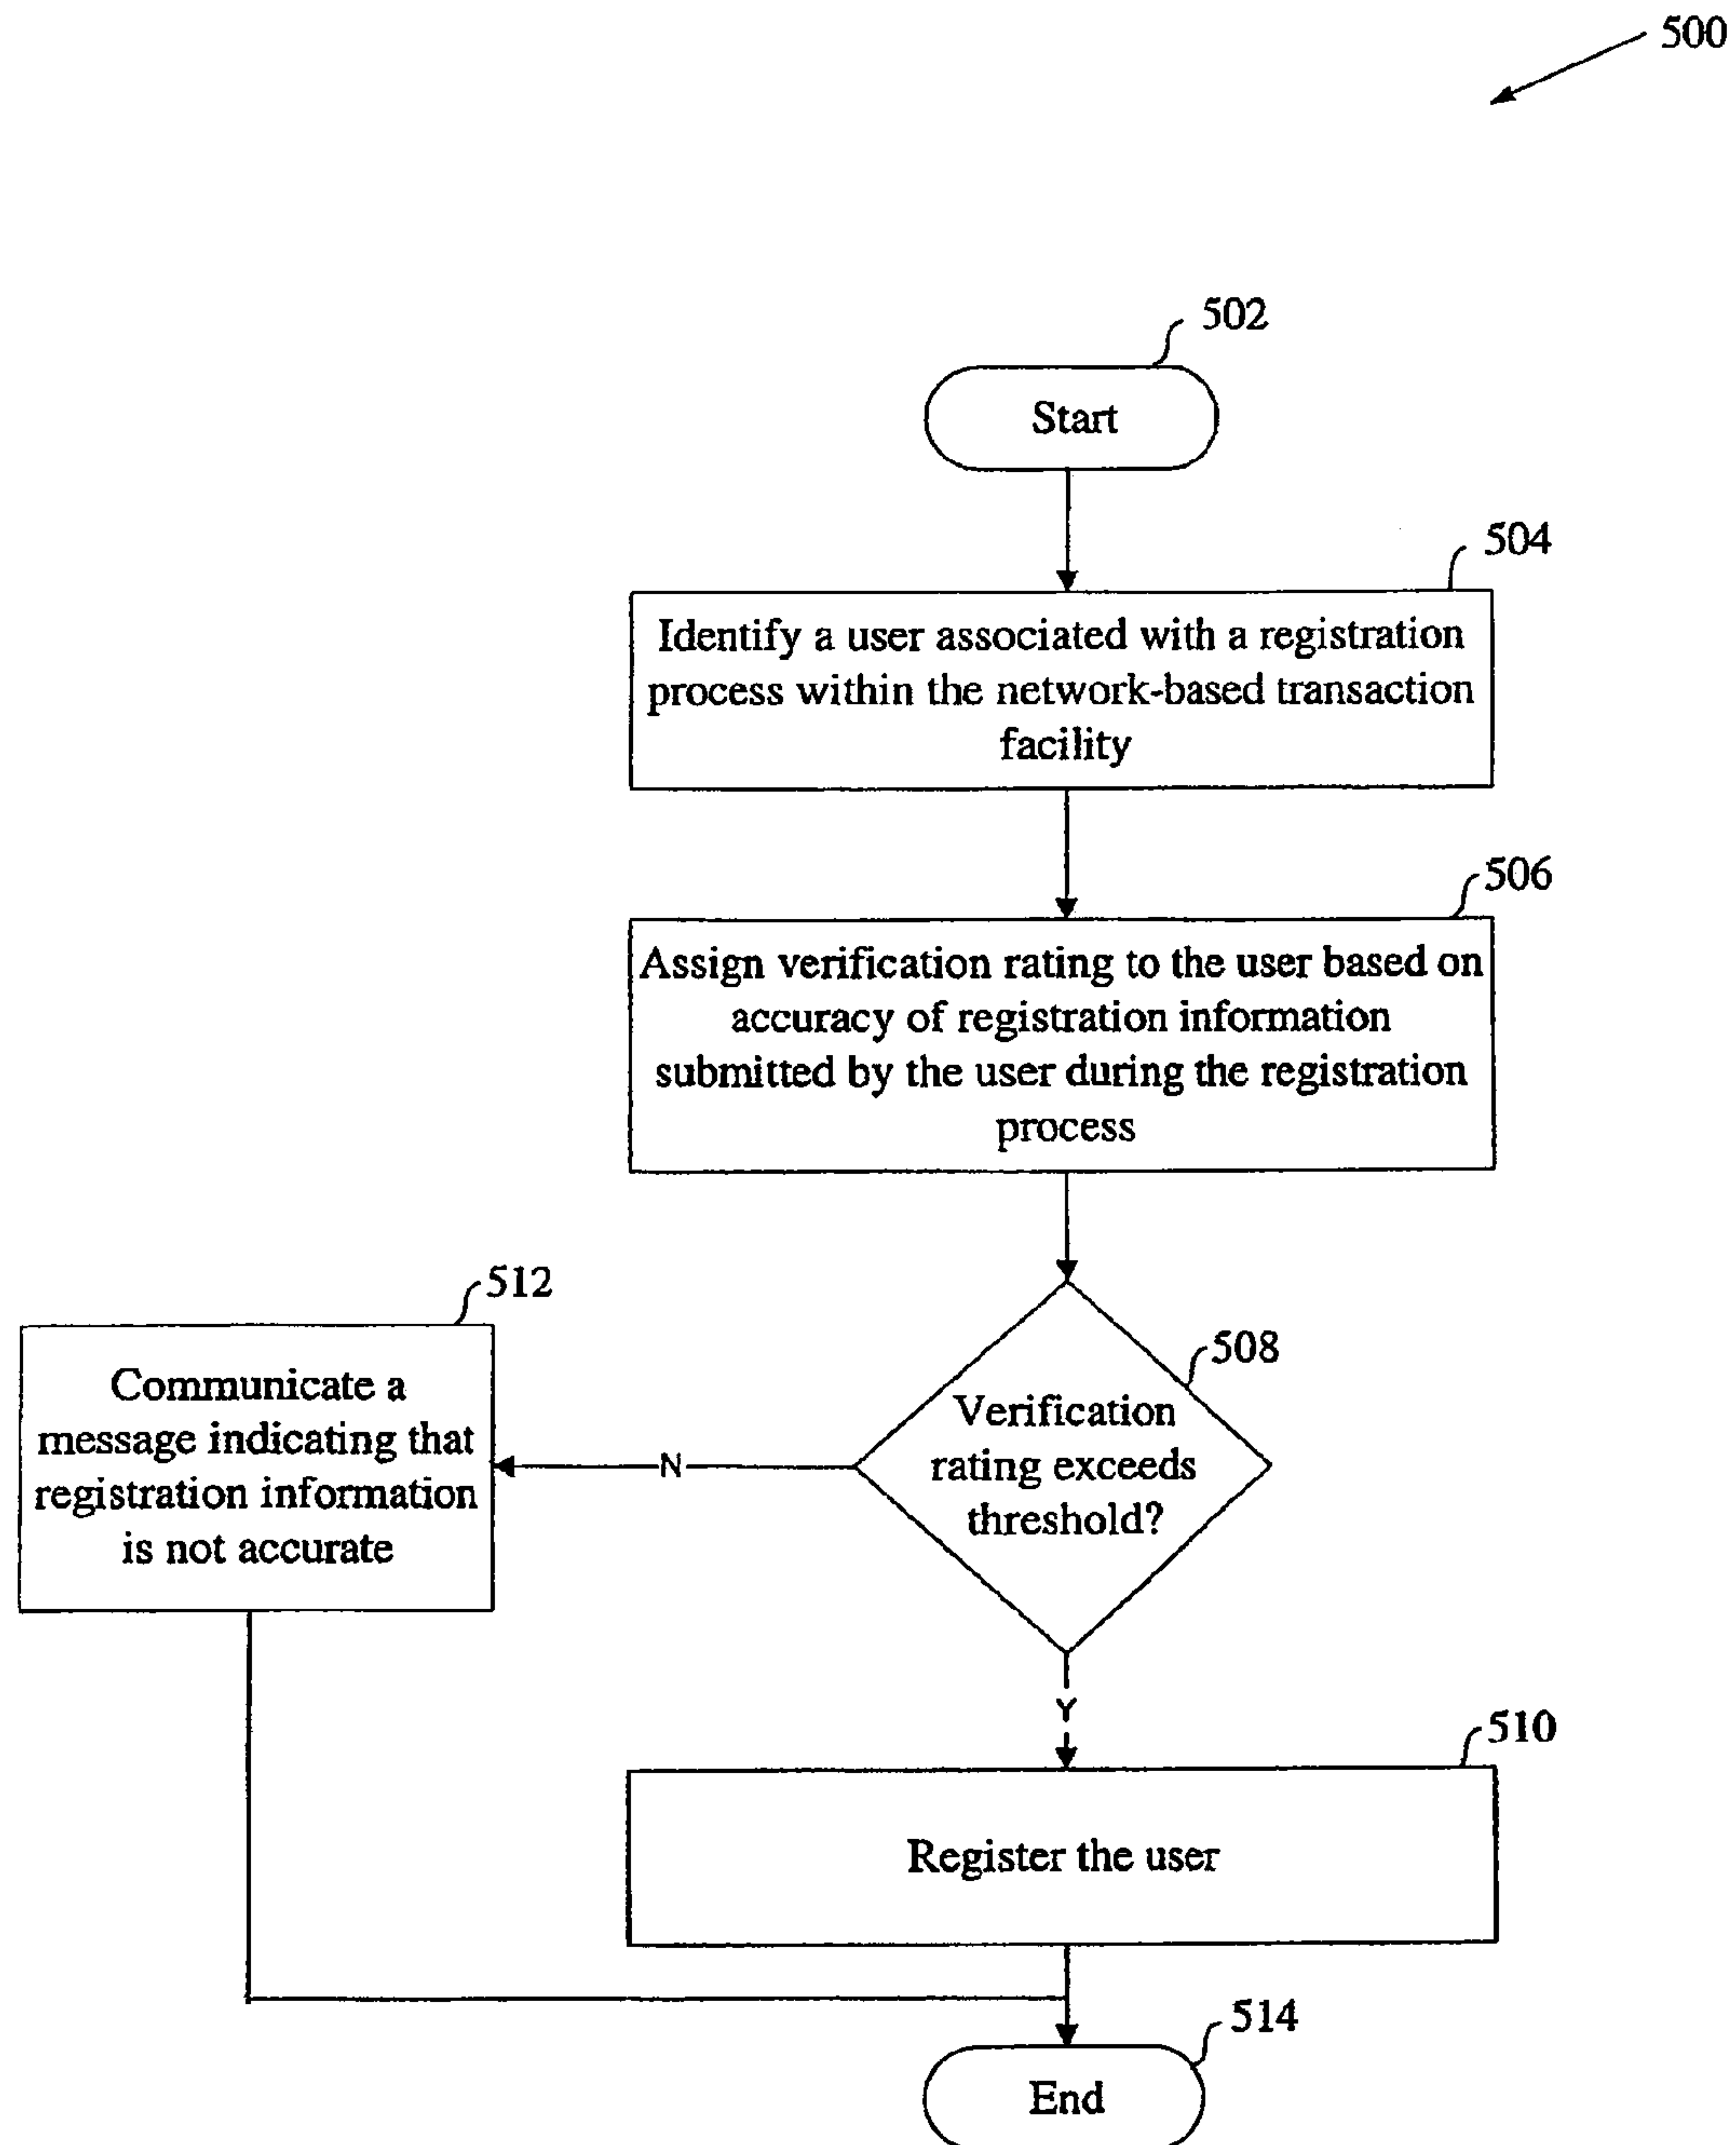 500
502
Start
504
Identify a user associated with a registration
process within the network-based transaction
facility
506
Assign verification rating to the user based on
accuracy of registration information
submitted by the user during the registration
process
512
Communicate a
message indicating that
registration information
is not accurate
N
508
Verification
rating exceeds
threshold?
Y
510
Register the user
514
End